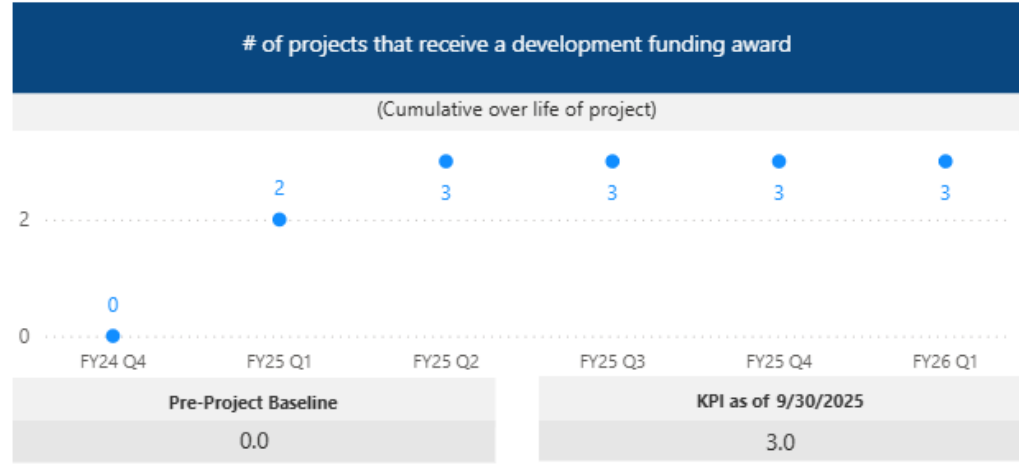 # of projects that receive a development funding award
(Cumulative over life of project)
2 3 3 3 3
2
0
0
FY24 Q4 FY25 Q1 FY25 Q2 FY25 Q3 FY25 Q4 FY26 Q1
Pre-Project Baseline KPI as of 9/30/2025
0.0 3.0